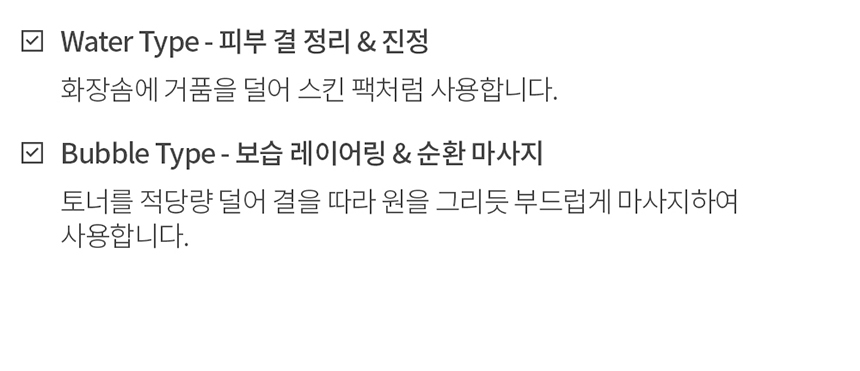 Water Type - 피부 결 정리 & 진정
화장솜에 거품을 덜어 스킨 팩처럼 사용합니다.
Bubble Type - 보습 레이어링 & 순환 마사지
토너를 적당량 덜어 결을 따라 원을 그리듯 부드럽게 마사지하여
사용합니다.